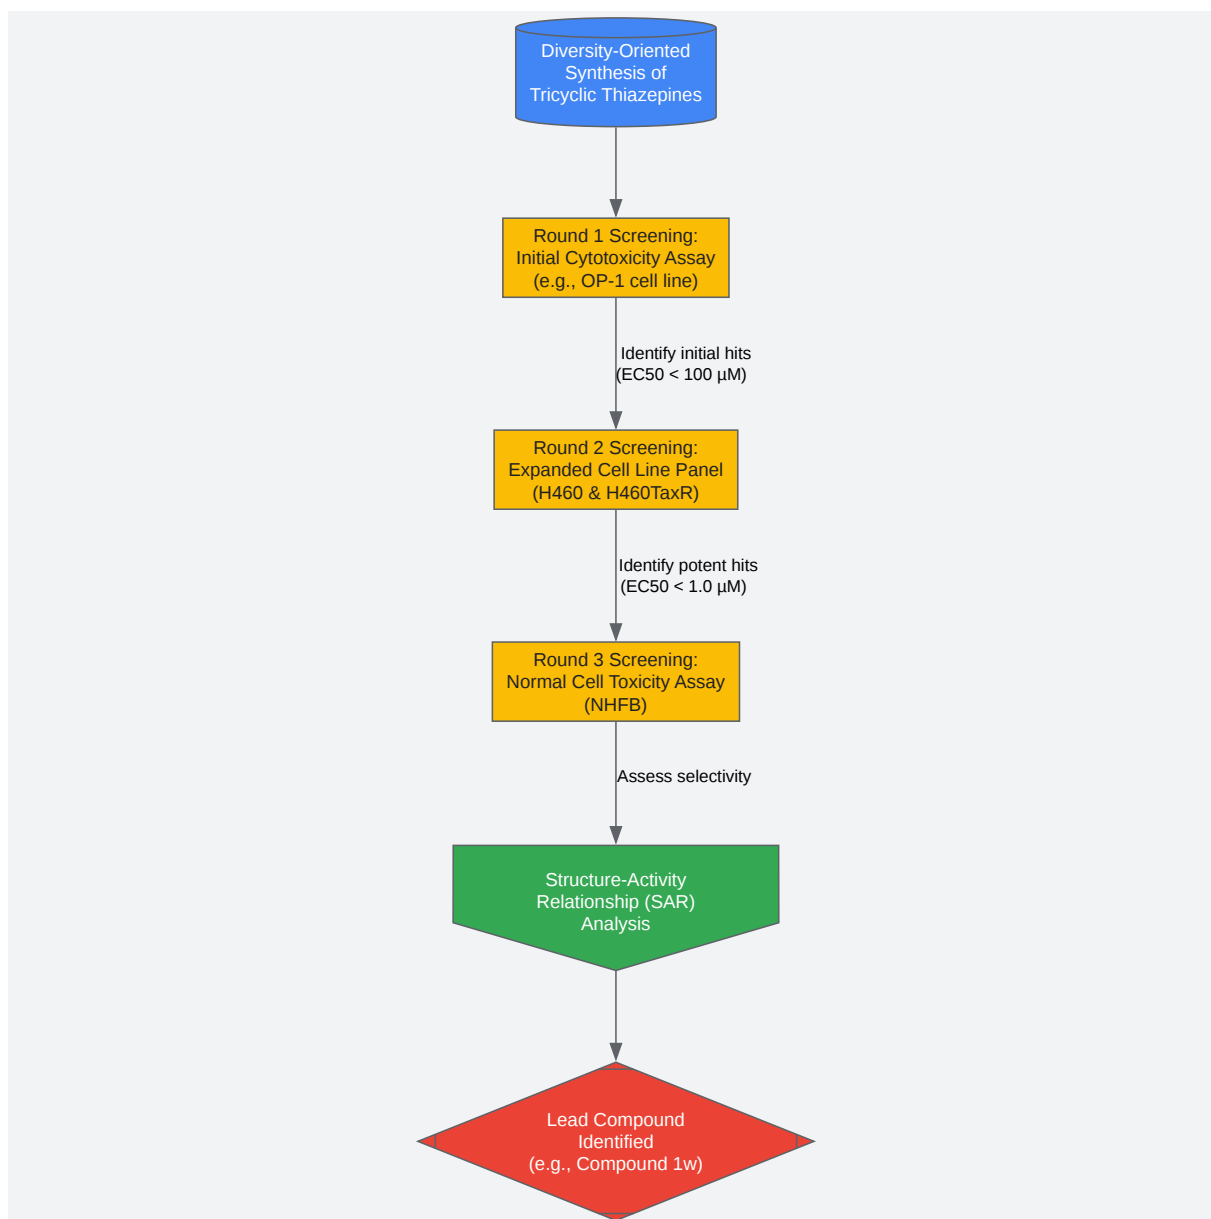 Diversity-Oriented
Synthesis of
Tricyclic Thiazepines
Round 1 Screening:
Initial Cytotoxicity Assay
(e.g., OP-1 cell line)
Identify initial hits
(EC50 < 100 µM)
Round 2 Screening:
Expanded Cell Line Panel
(H460 & H460TaxR)
Identify potent hits
(EC50 < 1.0 µM)
Round 3 Screening:
Normal Cell Toxicity Assay
(NHFB)
Assess selectivity
Structure-Activity
Relationship (SAR)
Analysis
Lead Compound
Identified
(e.g., Compound 1w)